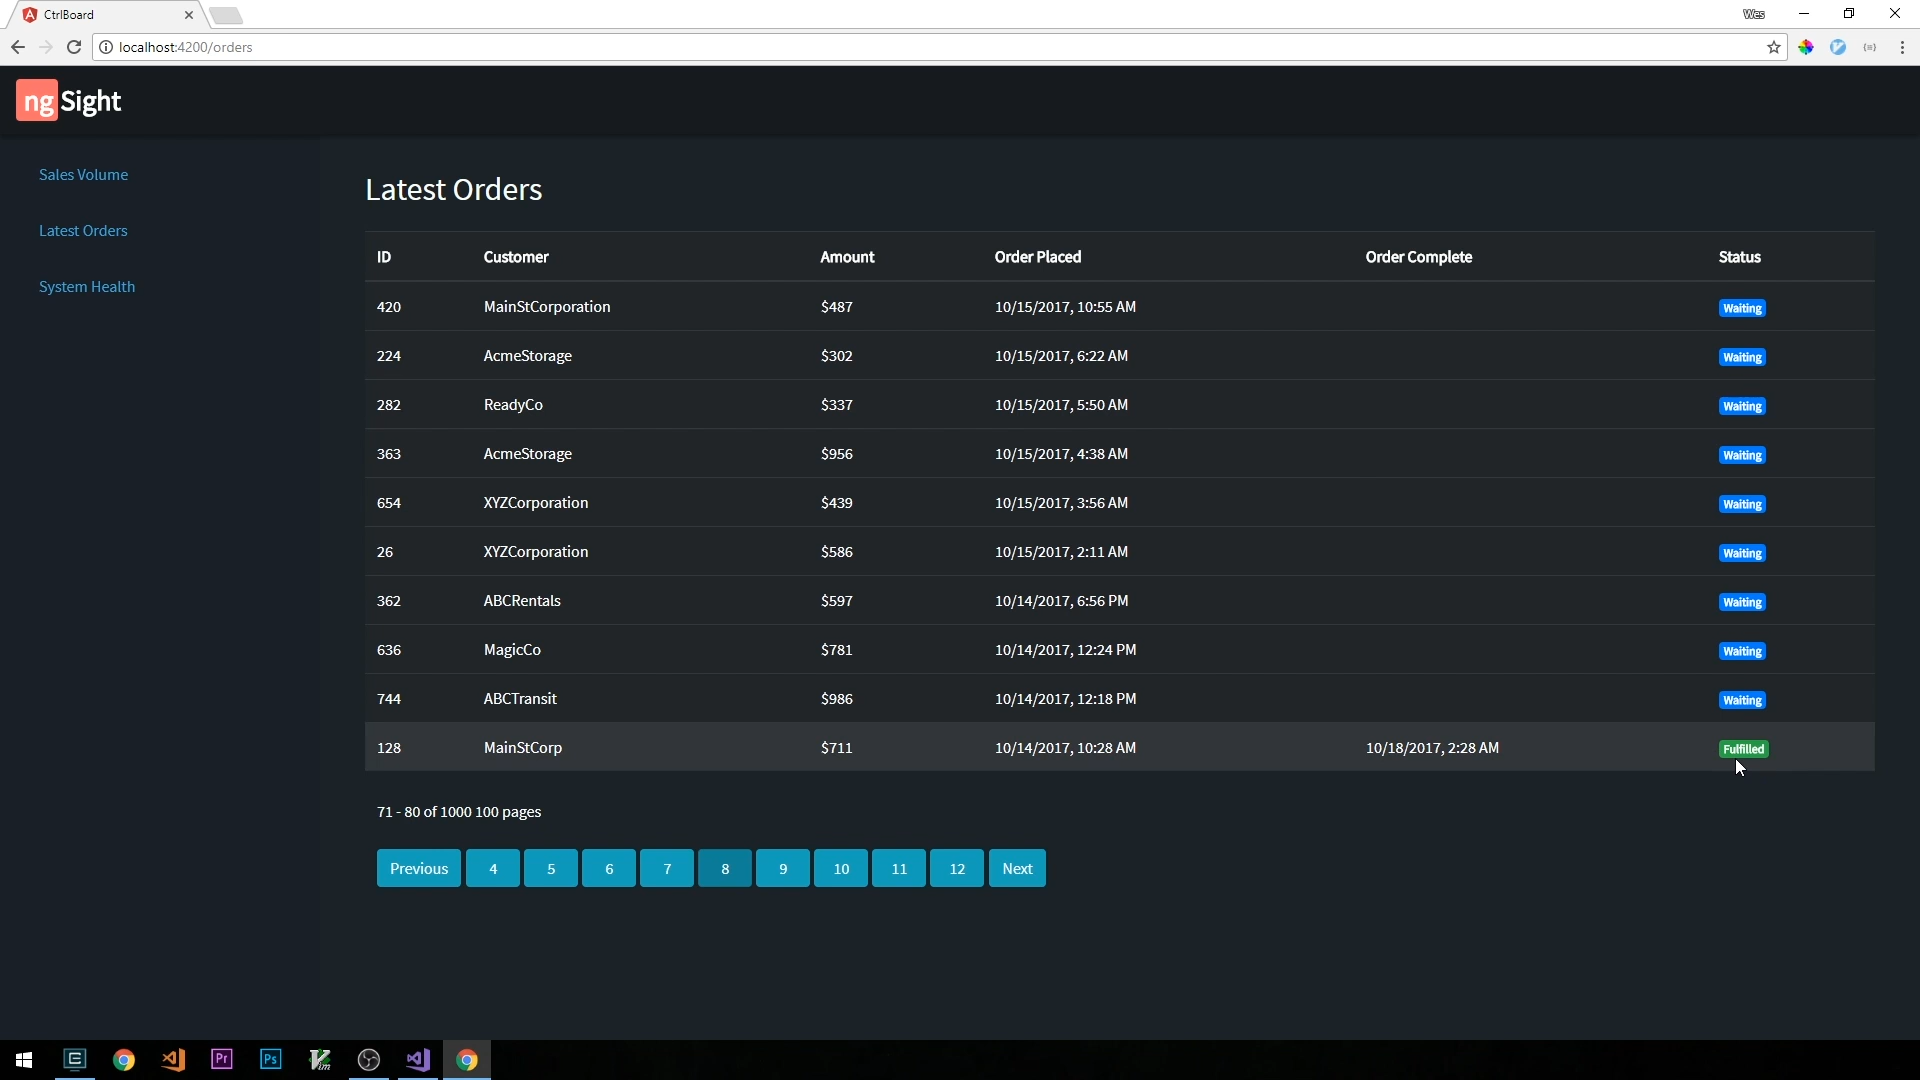 CtrlBoard
Wes
localhost:4200/orders
ng Sight
Sales Volume
Latest Orders
System Health
Latest Orders
ID Customer Amount Order Placed Order Complete Status
420 MainStCorporation $487 10/15/2017, 10:55 AM Waiting
224 AcmeStorage $302 10/15/2017, 6:22 AM Waiting
282 ReadyCo $337 10/15/2017, 5:50 AM Waiting
363 AcmeStorage $956 10/15/2017, 4:38 AM Waiting
654 XYZCorporation $439 10/15/2017, 3:56 AM Waiting
26 XYZCorporation $586 10/15/2017, 2:11 AM Waiting
362 ABCRentals $597 10/14/2017, 6:56 PM Waiting
636 MagicCo $781 10/14/2017, 12:24 PM Waiting
744 ABCTransit $986 10/14/2017, 12:18 PM Waiting
128 MainStCorp $711 10/14/2017, 10:28 AM 10/18/2017, 2:28 AM Fulfilled
71 - 80 of 1000 100 pages
Previous 4 5 6 7 8 9 10 11 12 Next
Pr Ps Vim